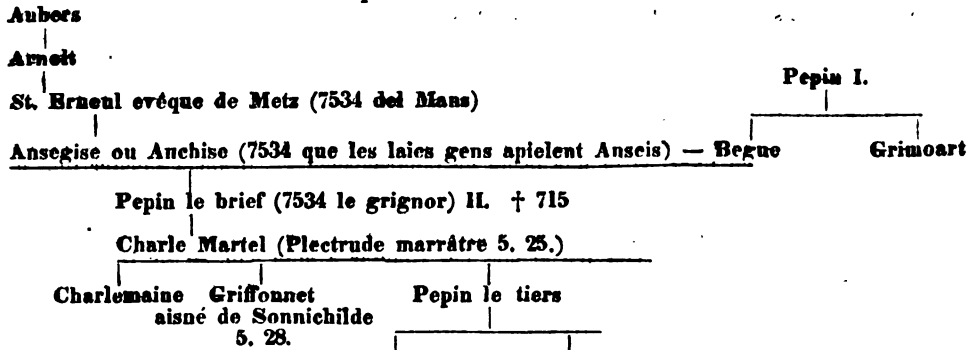 Aubers
Arnolt
Pepin I.
St. Erneul evêque de Metz (7534 del Mans)
Ansegise ou Anchise (7534 que les laies gens apielent Anseis) — Begue Grimoart
Pepin le brief (7534 le grignor) II. † 715
Charle Martel (Plectrude marrâtre 5. 25.)
Charlemaine Griffonnet Pepin le tiers
aisné de Sonnichilde
5. 28.